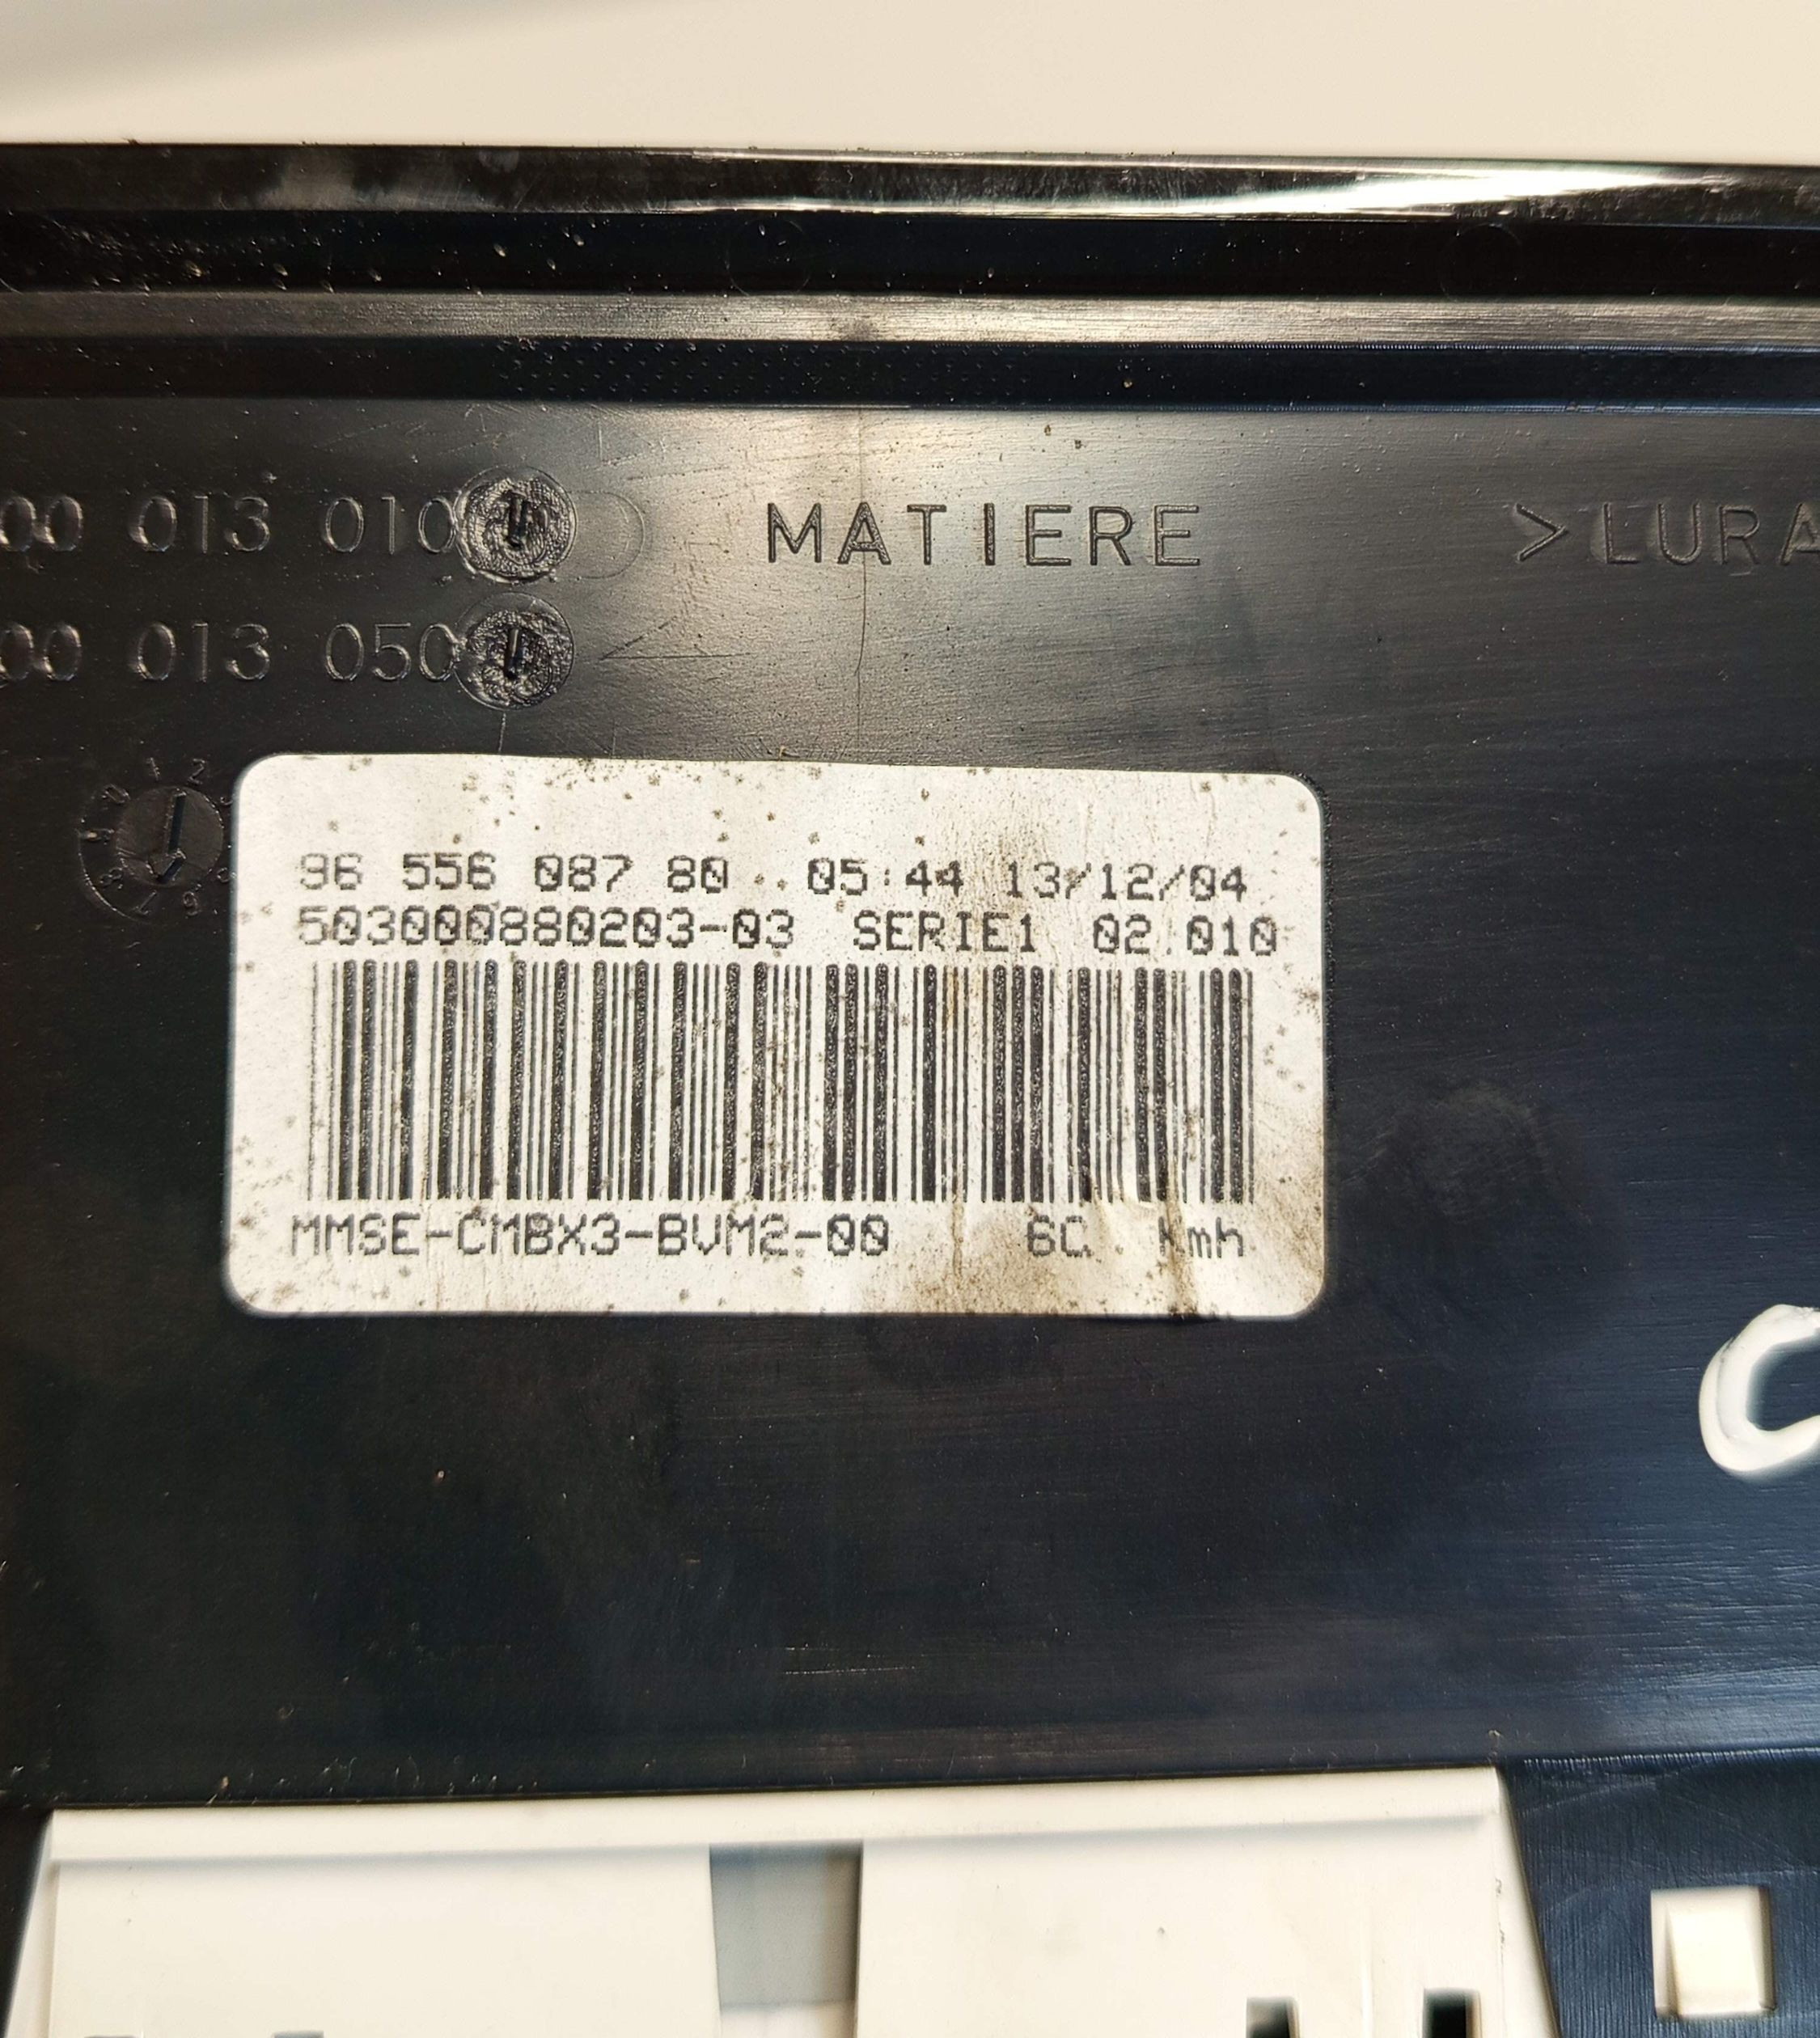 00 013 010 MATIERE >LURA
00 013 050
96 556 087 80 05:44 13/12/04
503000880203-03 SERIE1 02.010
MMSE-CMBX3-BVM2-00 6C Kmh